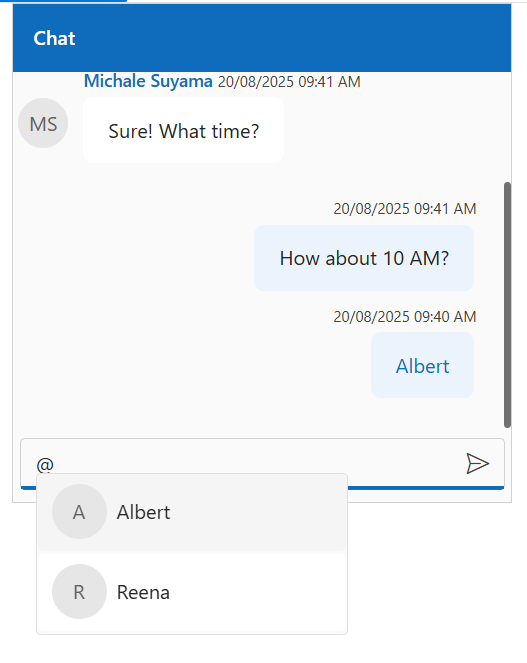 Chat
Michale Suyama 20/08/2025 09:41 AM
MS
Sure! What time?
20/08/2025 09:41 AM
How about 10 AM?
20/08/2025 09:40 AM
Albert
@
A Albert
R Reena